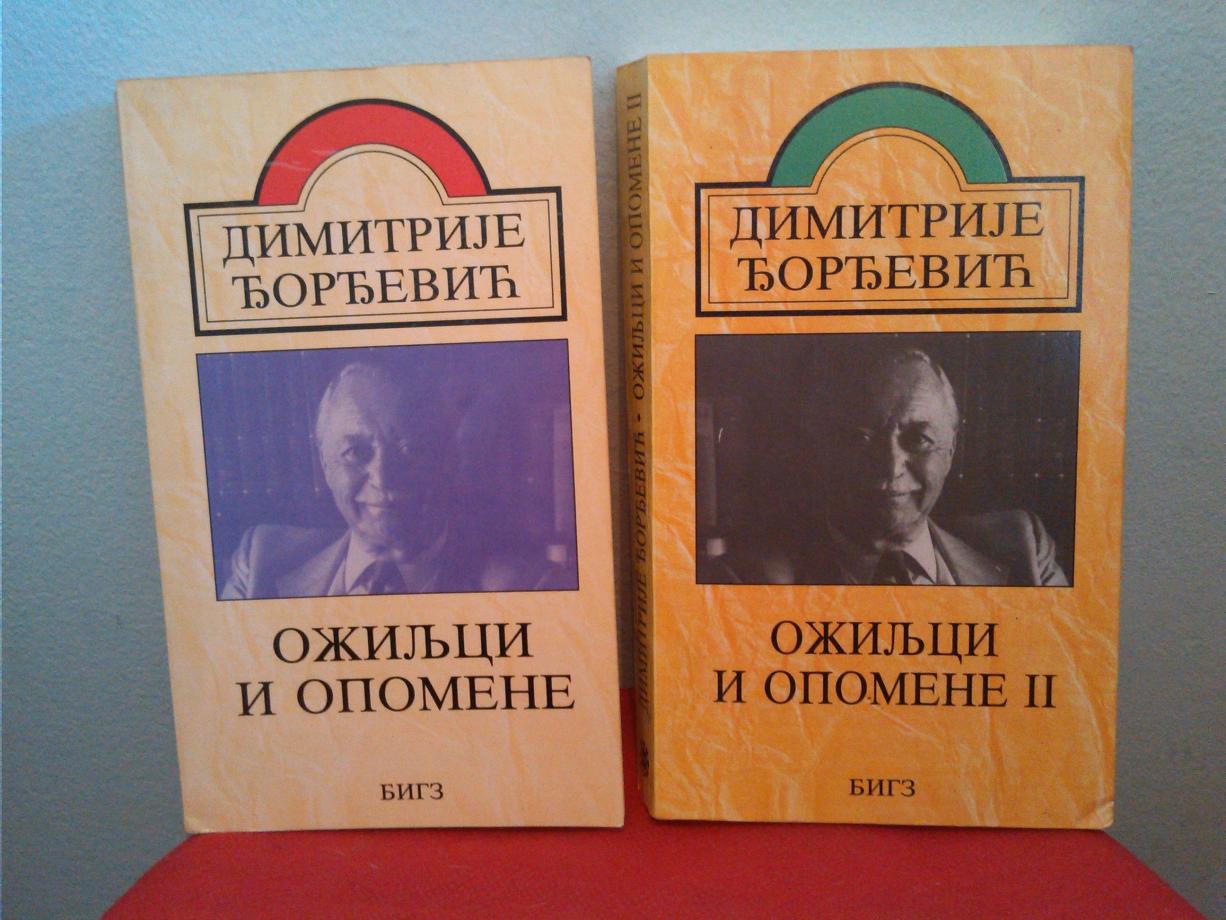 ДИМИТРИЈЕ
ЂОРЂЕВИЋ
ОЖИЉЦИ
И ОПОМЕНЕ
БИГЗ
ДИМИТРИЈЕ ЂОРЂЕВИЋ • ОЖИЉЦИ И ОПОМЕНЕ II
ДИМИТРИЈЕ
ЂОРЂЕВИЋ
ОЖИЉЦИ
И ОПОМЕНЕ II
БИГЗ